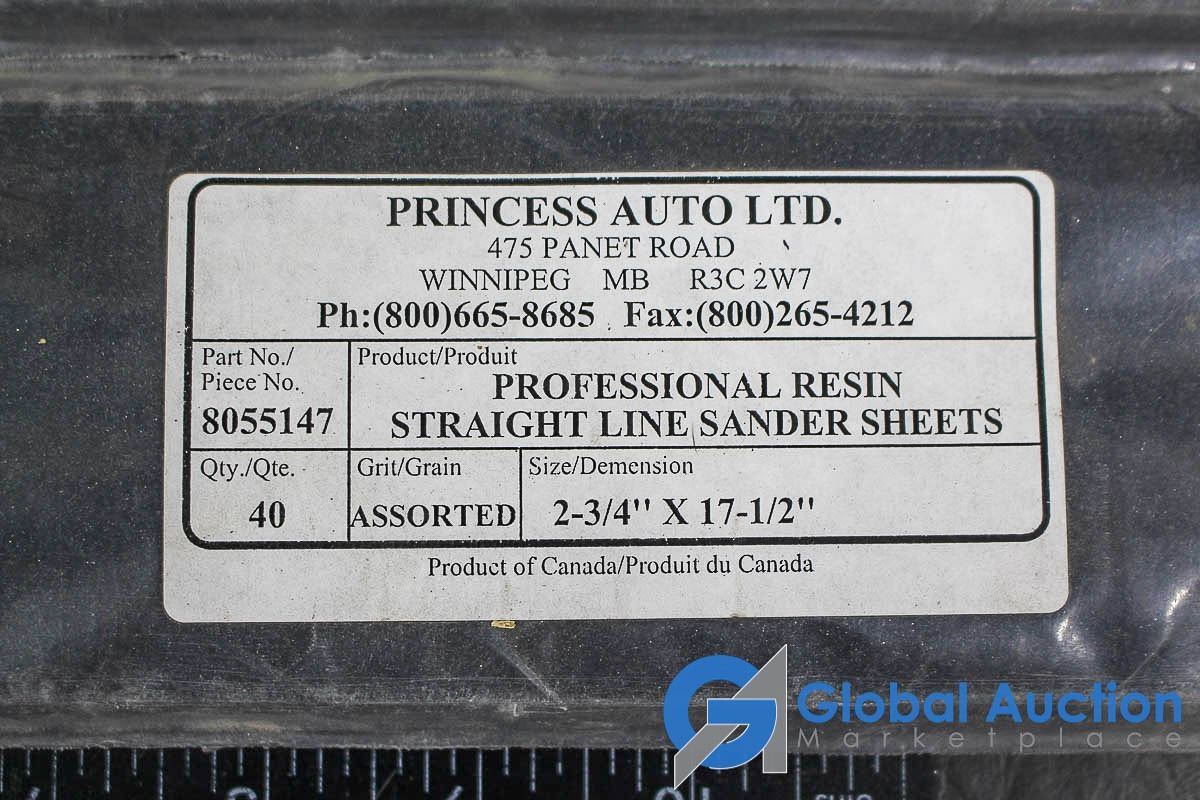 PRINCESS AUTO LTD.
475 PANET ROAD
WINNIPEG MB R3C 2W7
Ph:(800)665-8685 Fax:(800)265-4212
Part No./
Piece No.
8055147
Product/Produit
PROFESSIONAL RESIN
STRAIGHT LINE SANDER SHEETS
Qty./Qte.
40
Grit/Grain
ASSORTED
Size/Demension
2-3/4" X 17-1/2"
Product of Canada/Produit du Canada
Global Auction
Marketplace